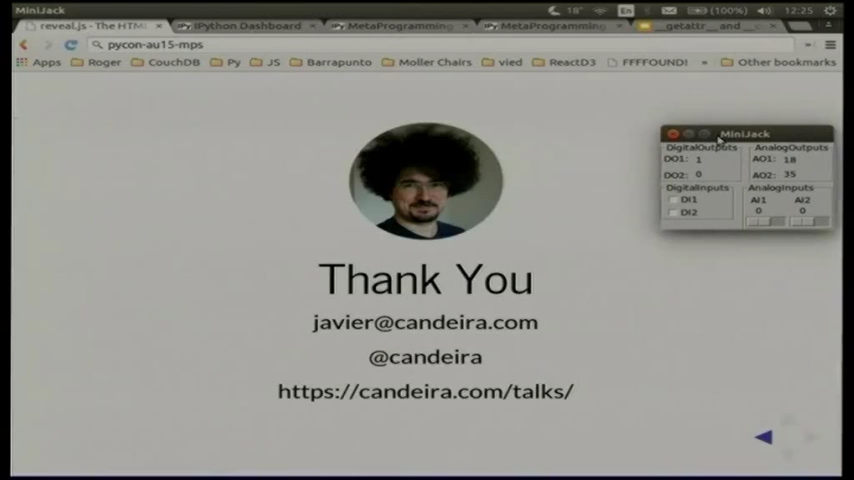 MiniJack
18°
En
(100%)
12:25
reveal.js - The HTM
IPython Dashboard
MetaProgramming
MetaProgramming
__getattr__ and __
pycon-au15-mps
Apps
Roger
CouchDB
Py
JS
Barrapunto
Moller Chairs
vied
ReactD3
FFFFOUND!
»
Other bookmarks
MiniJack
DigitalOutputs
DO1: 1
DO2: 0
AnalogOutputs
AO1: 18
AO2: 35
DigitalInputs
DI1
DI2
AnalogInputs
AI1 AI2
0 0
Thank You
javier@candeira.com
@candeira
https://candeira.com/talks/